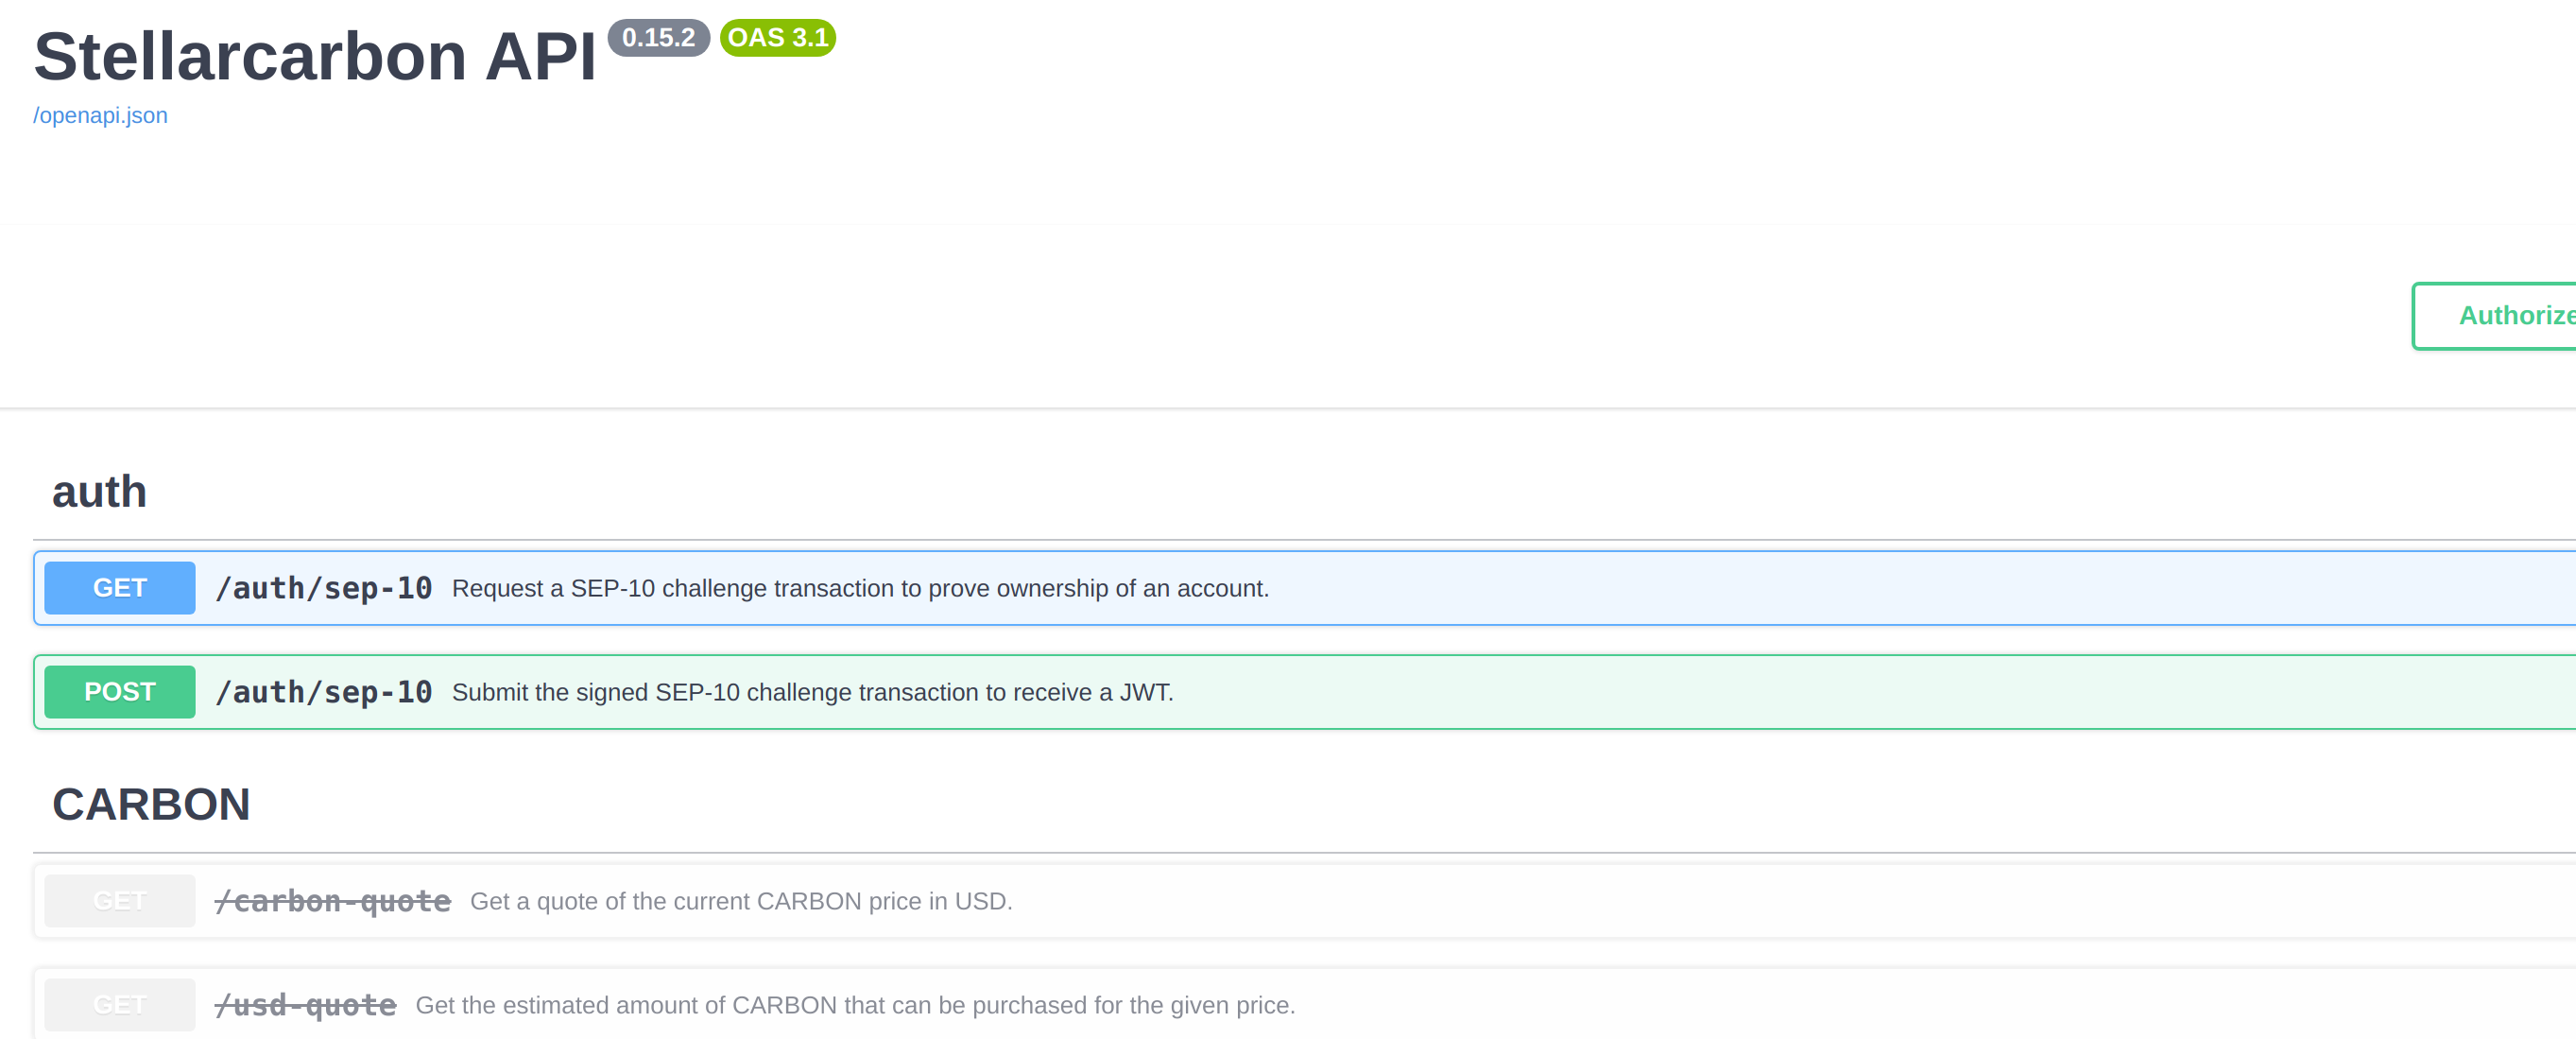 Stellarcarbon API 0.15.2 OAS 3.1
/openapi.json
Authorize
auth
GET /auth/sep-10 Request a SEP-10 challenge transaction to prove ownership of an account.
POST /auth/sep-10 Submit the signed SEP-10 challenge transaction to receive a JWT.
CARBON
GET /carbon-quote Get a quote of the current CARBON price in USD.
GET /usd-quote Get the estimated amount of CARBON that can be purchased for the given price.